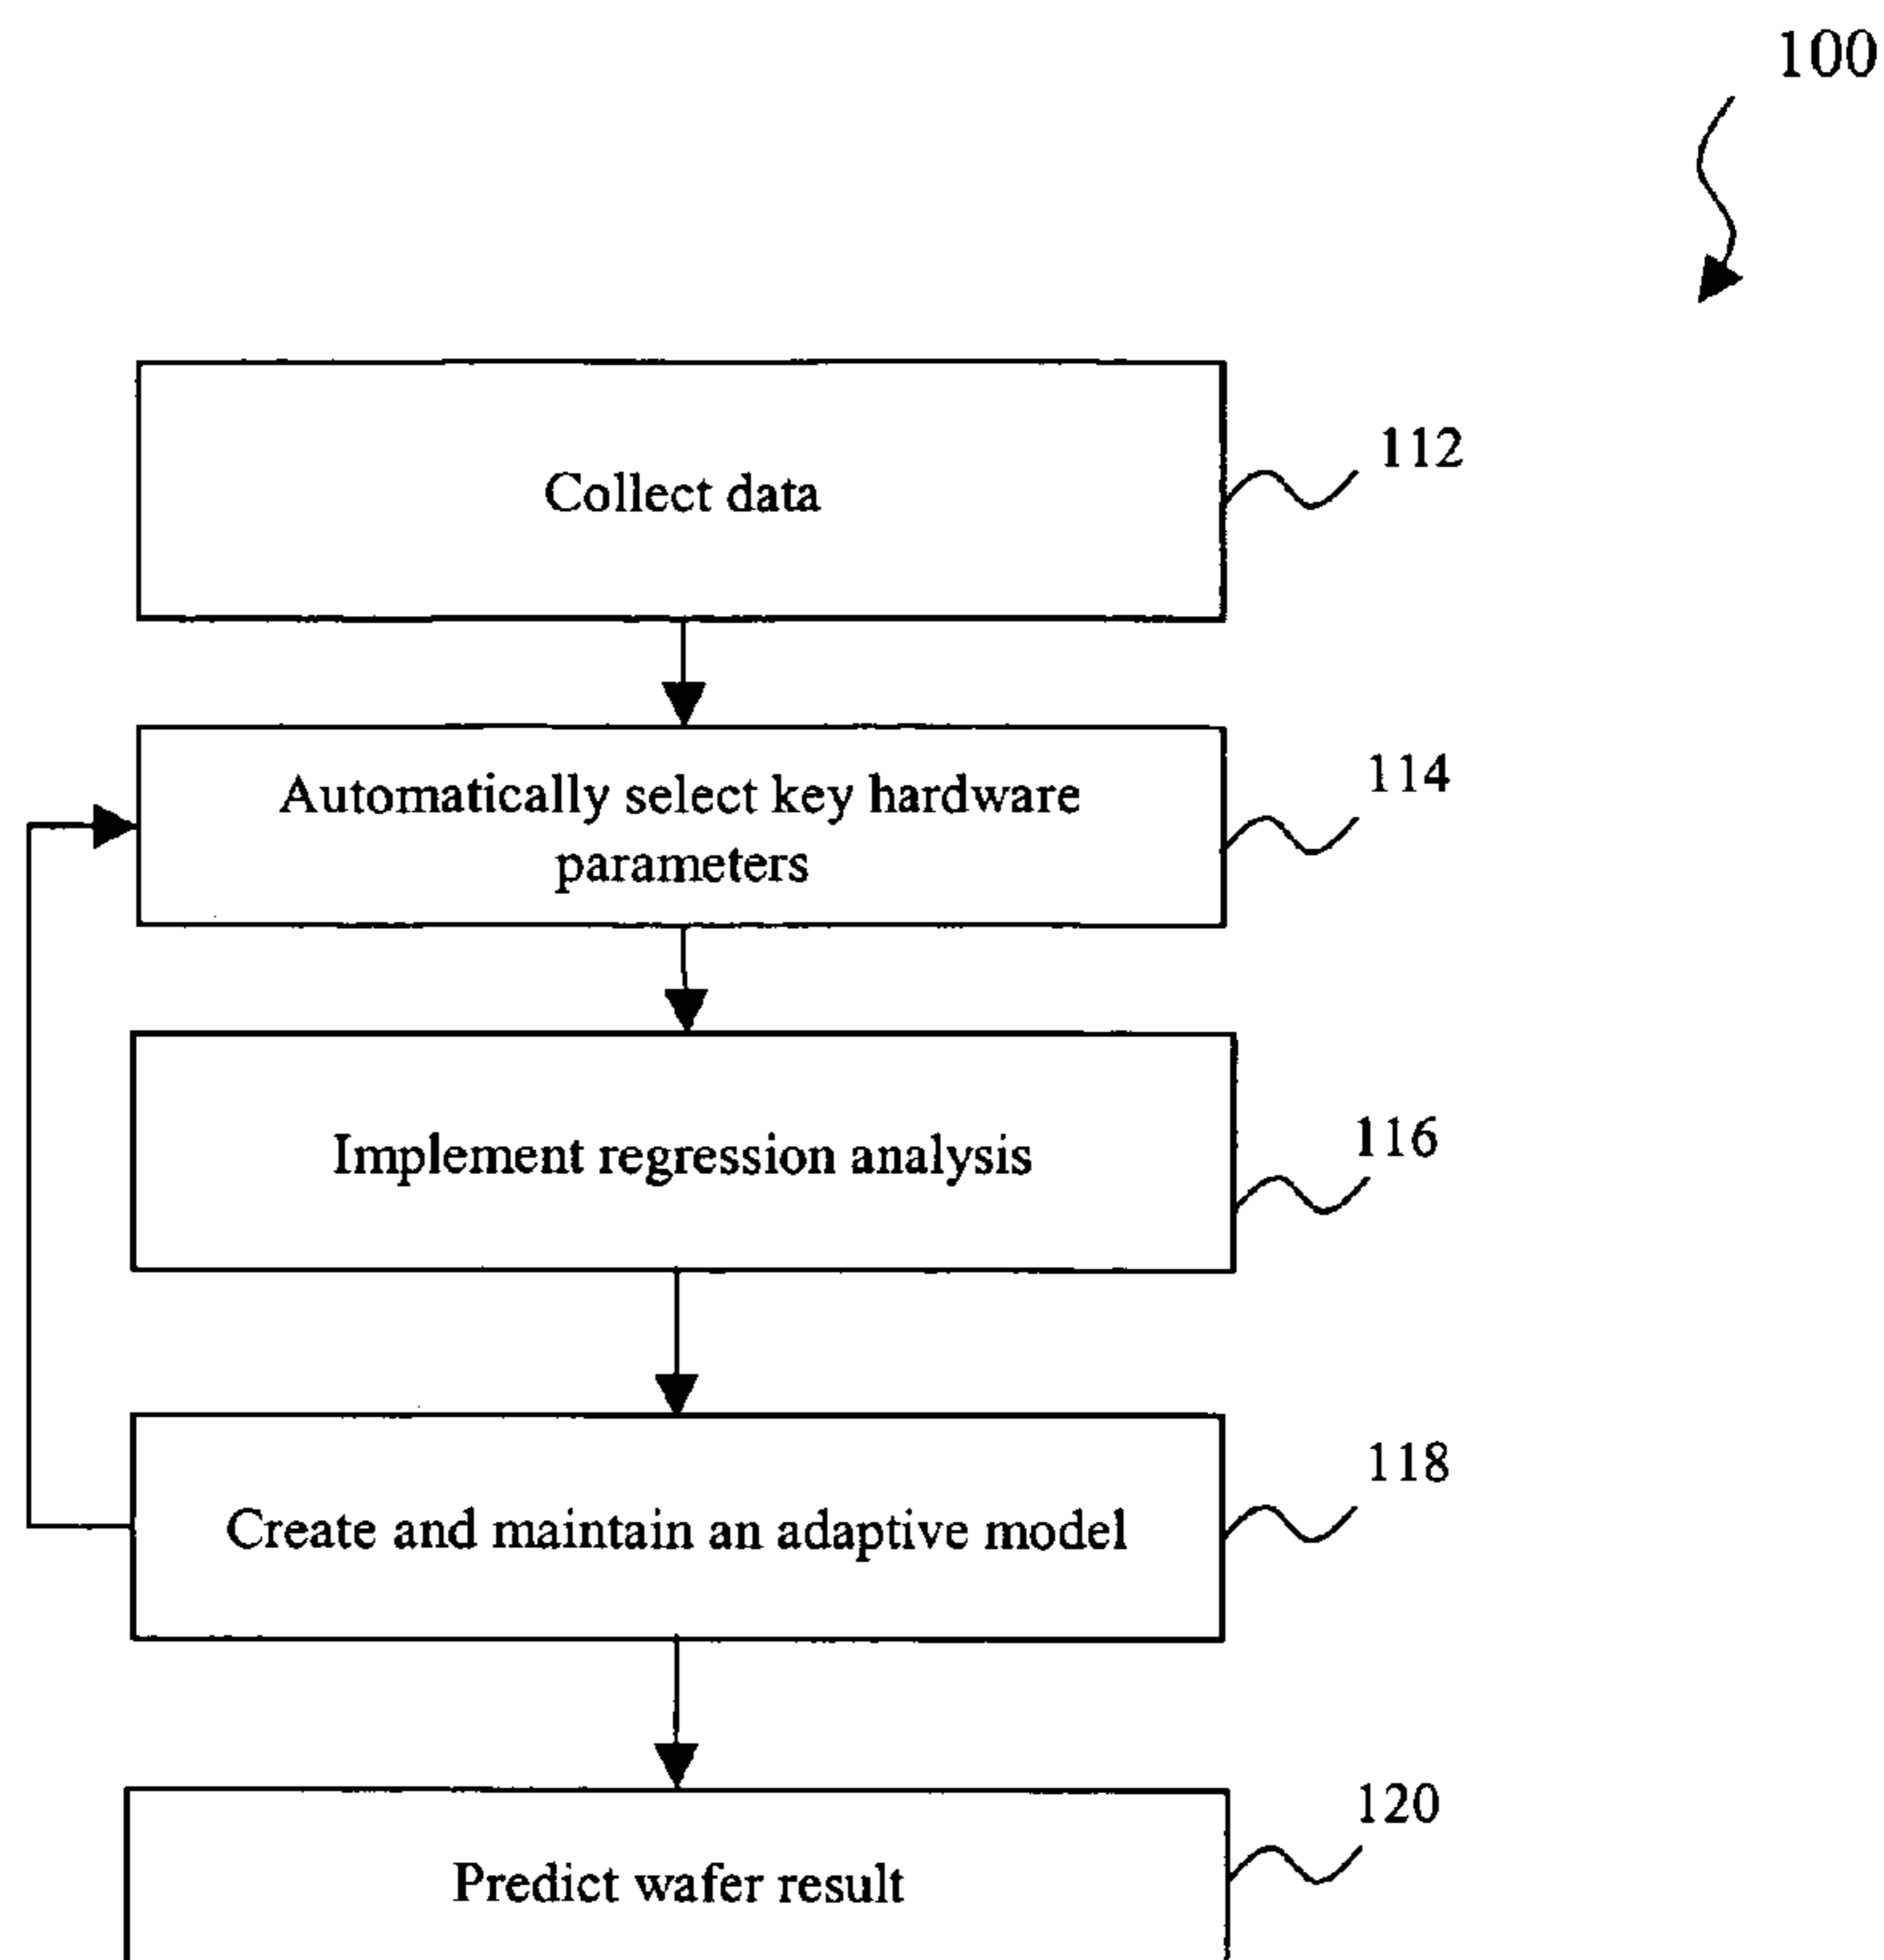 100
Collect data
112
Automatically select key hardware
parameters
114
Implement regression analysis
116
Create and maintain an adaptive model
118
Predict wafer result
120